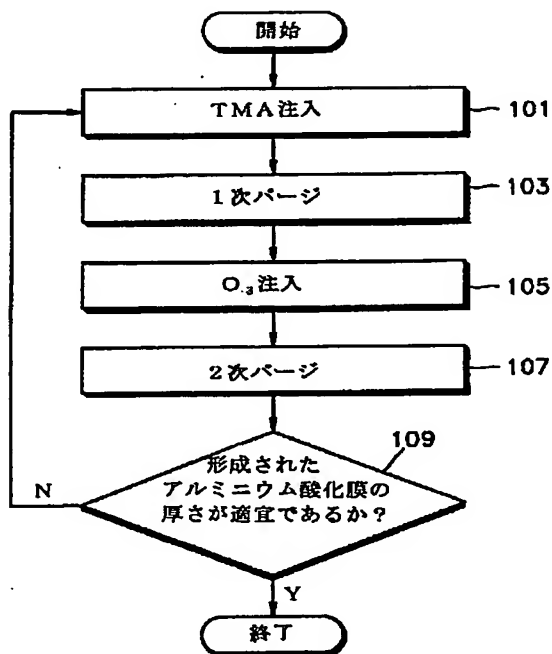 開始
TMA注入
101
1次パージ
103
O₃注入
105
2次パージ
107
109
形成された
アルミニウム酸化膜の
厚さが適宜であるか？
N
Y
終了